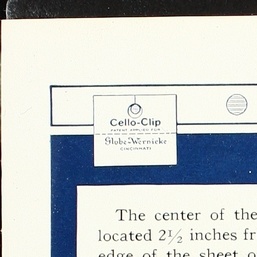 Cello-Clip
PATENT APPLIED FOR
Globe-Wernicke
CINCINNATI
The center of the
located 2½ inches fr
edge of the sheet o